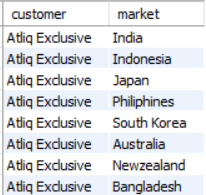 customer market
Atliq Exclusive India
Atliq Exclusive Indonesia
Atliq Exclusive Japan
Atliq Exclusive Philiphines
Atliq Exclusive South Korea
Atliq Exclusive Australia
Atliq Exclusive Newzealand
Atliq Exclusive Bangladesh